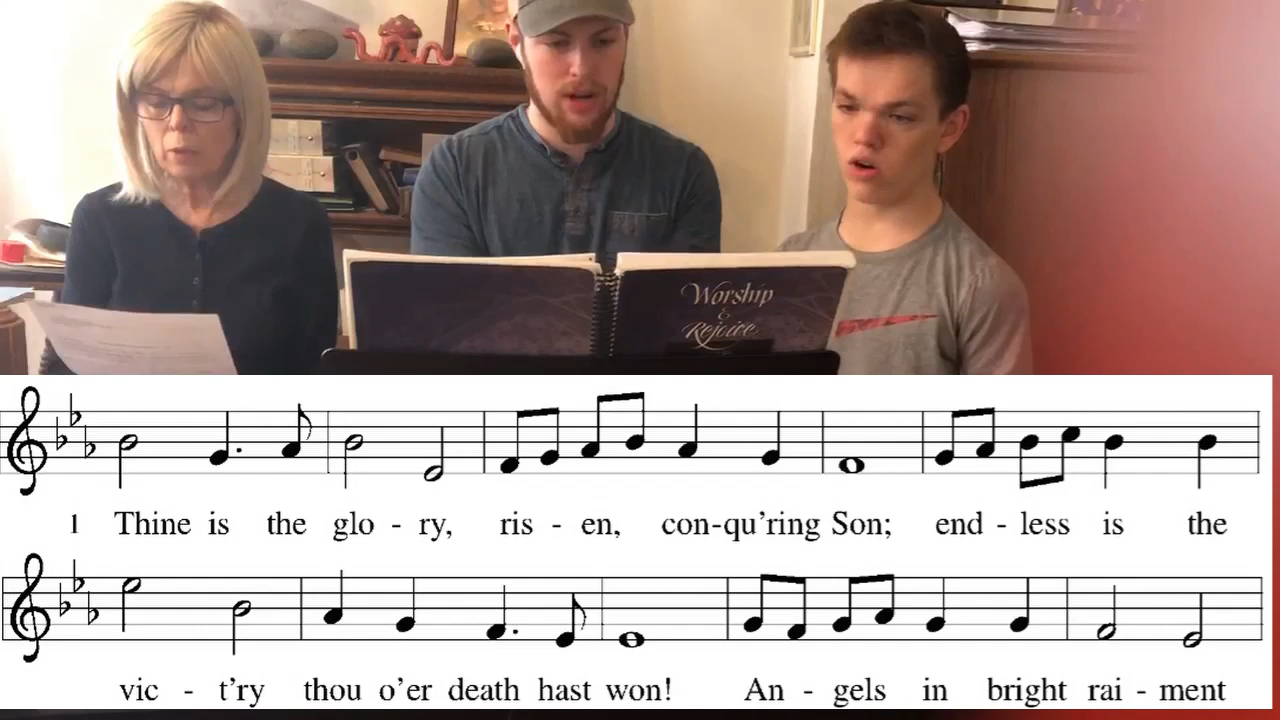 Worship
&
Rejoice
1 Thine is the glo - ry, ris - en, con-qu’ring Son; end - less is the
vic - t’ry thou o’er death hast won! An - gels in bright rai - ment